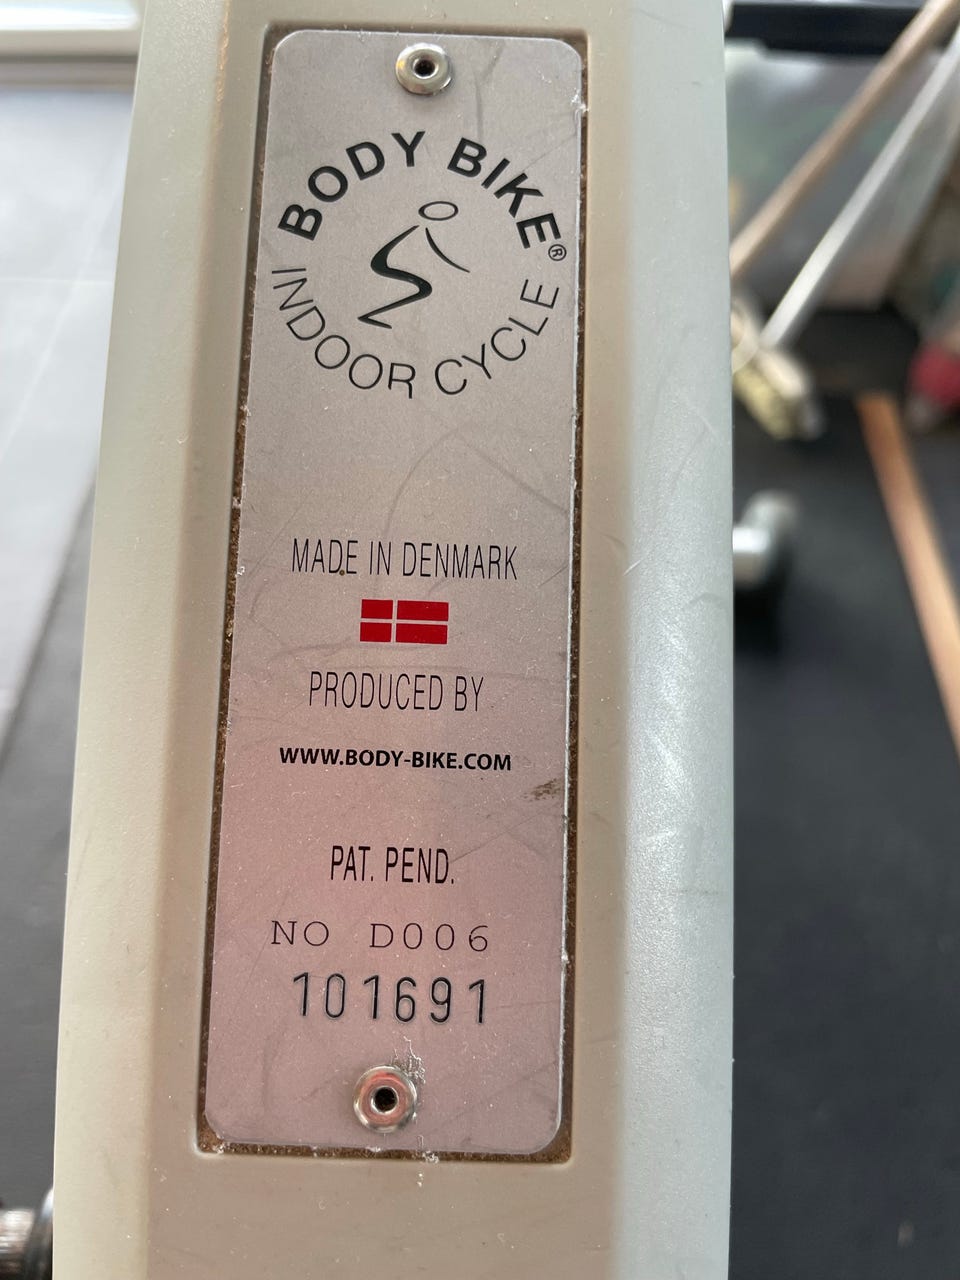 BODY BIKE®
INDOOR CYCLE
MADE IN DENMARK
PRODUCED BY
WWW.BODY-BIKE.COM
PAT. PEND.
NO D006
101691